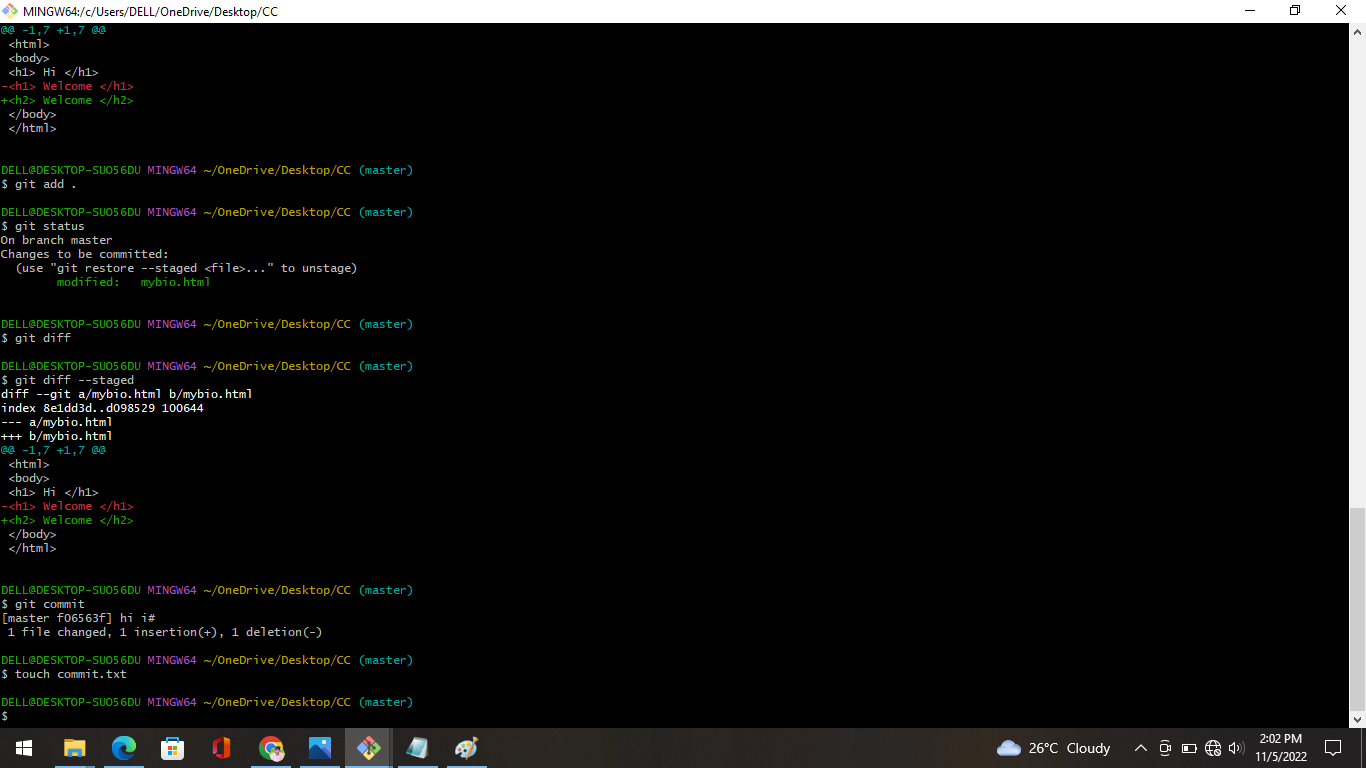 MINGW64:/c/Users/DELL/OneDrive/Desktop/CC
@@ -1,7 +1,7 @@
<html>
<body>
<h1> Hi </h1>
-<h1> Welcome </h1>
+<h2> Welcome </h2>
</body>
</html>
DELL@DESKTOP-SUO56DU MINGW64 ~/OneDrive/Desktop/CC (master)
$ git add .
DELL@DESKTOP-SUO56DU MINGW64 ~/OneDrive/Desktop/CC (master)
$ git status
On branch master
Changes to be committed:
(use "git restore --staged <file>..." to unstage)
modified: mybio.html
DELL@DESKTOP-SUO56DU MINGW64 ~/OneDrive/Desktop/CC (master)
$ git diff
DELL@DESKTOP-SUO56DU MINGW64 ~/OneDrive/Desktop/CC (master)
$ git diff --staged
diff --git a/mybio.html b/mybio.html
index 8e1dd3d..d098529 100644
--- a/mybio.html
+++ b/mybio.html
@@ -1,7 +1,7 @@
<html>
<body>
<h1> Hi </h1>
-<h1> Welcome </h1>
+<h2> Welcome </h2>
</body>
</html>
DELL@DESKTOP-SUO56DU MINGW64 ~/OneDrive/Desktop/CC (master)
$ git commit
[master f06563f] hi i#
1 file changed, 1 insertion(+), 1 deletion(-)
DELL@DESKTOP-SUO56DU MINGW64 ~/OneDrive/Desktop/CC (master)
$ touch commit.txt
DELL@DESKTOP-SUO56DU MINGW64 ~/OneDrive/Desktop/CC (master)
$
26°C Cloudy
2:02 PM
11/5/2022